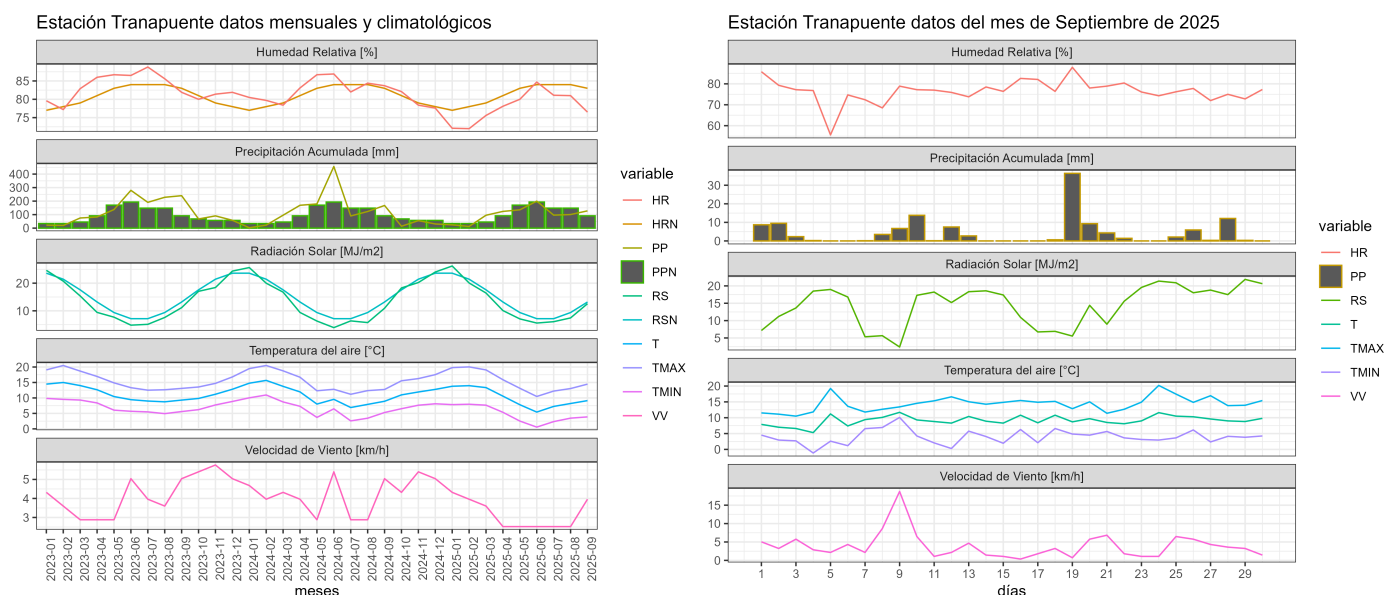 Estación Tranapuente datos mensuales y climatológicos
Humedad Relativa [%]
85
80
75
Precipitación Acumulada [mm]
400
300
200
100
0
Radiación Solar [MJ/m2]
20
10
Temperatura del aire [°C]
20
15
10
5
0
Velocidad de Viento [km/h]
5
4
3
2023-01
2023-02
2023-03
2023-04
2023-05
2023-06
2023-07
2023-08
2023-09
2023-10
2023-11
2023-12
2024-01
2024-02
2024-03
2024-04
2024-05
2024-06
2024-07
2024-08
2024-09
2024-10
2024-11
2024-12
2025-01
2025-02
2025-03
2025-04
2025-05
2025-06
2025-07
2025-08
2025-09
meses
variable
HR
HRN
PP
PPN
RS
RSN
T
TMAX
TMIN
VV
Estación Tranapuente datos del mes de Septiembre de 2025
Humedad Relativa [%]
80
70
60
Precipitación Acumulada [mm]
30
20
10
0
Radiación Solar [MJ/m2]
20
15
10
5
Temperatura del aire [°C]
20
15
10
5
0
Velocidad de Viento [km/h]
15
10
5
0
1 3 5 7 9 11 13 15 17 19 21 23 25 27 29
días
variable
HR
PP
RS
T
TMAX
TMIN
VV